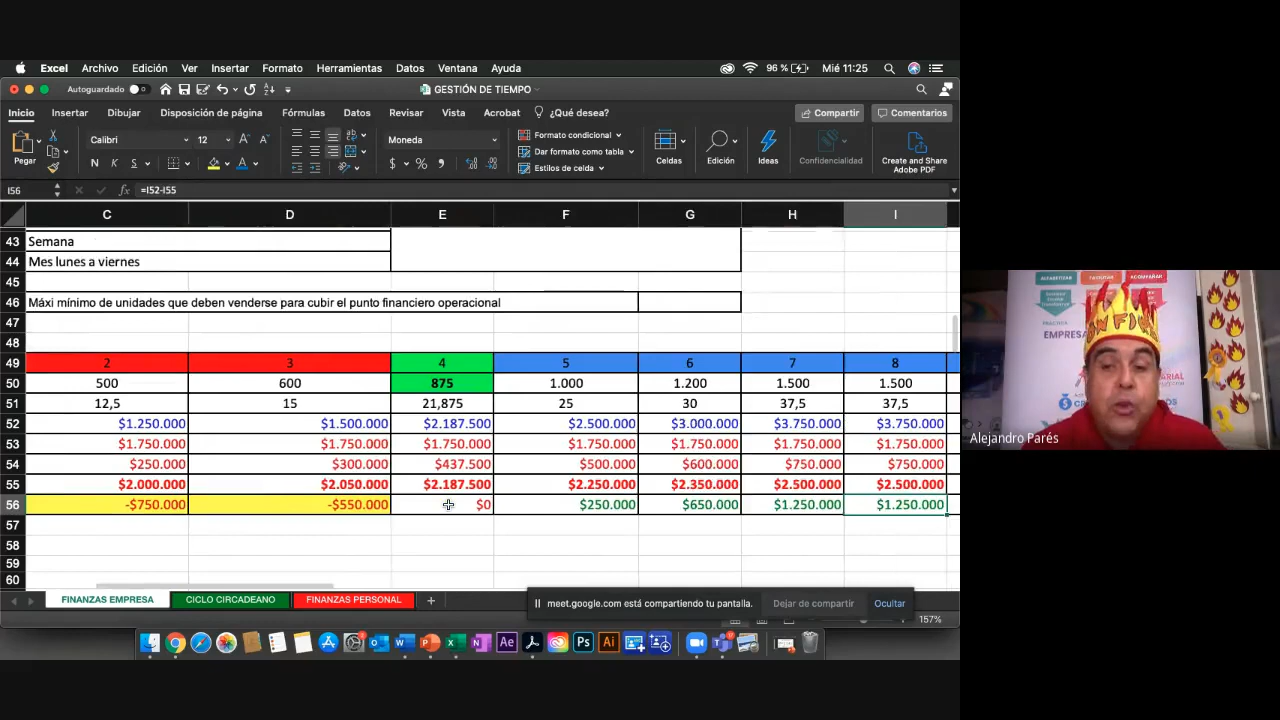 Excel Archivo Edición Ver Insertar Formato Herramientas Datos Ventana Ayuda 96 % Mié 11:25
Autoguardado GESTIÓN DE TIEMPO
Inicio Insertar Dibujar Disposición de página Fórmulas Datos Revisar Vista Acrobat ¿Qué desea? Compartir Comentarios
Calibri 12 Moneda Formato condicional
Dar formato como tabla
Estilos de celda
N K S
Pegar Celdas Edición Ideas Confidencialidad Create and Share Adobe PDF
I56 fx =I52-I55
C D E F G H I
43 Semana
44 Mes lunes a viernes
45
46 Máxi mínimo de unidades que deben venderse para cubir el punto financiero operacional
47
48
49 2 3 4 5 6 7 8
50 500 600 875 1.000 1.200 1.500 1.500
51 12,5 15 21,875 25 30 37,5 37,5
52 $1.250.000 $1.500.000 $2.187.500 $2.500.000 $3.000.000 $3.750.000 $3.750.000
53 $1.750.000 $1.750.000 $1.750.000 $1.750.000 $1.750.000 $1.750.000 $1.750.000
54 $250.000 $300.000 $437.500 $500.000 $600.000 $750.000 $750.000
55 $2.000.000 $2.050.000 $2.187.500 $2.250.000 $2.350.000 $2.500.000 $2.500.000
56 -$750.000 -$550.000 $0 $250.000 $650.000 $1.250.000 $1.250.000
57
58
59
60
FINANZAS EMPRESA CICLO CIRCADEANO FINANZAS PERSONAL +
meet.google.com está compartiendo tu pantalla. Dejar de compartir Ocultar
157%
Alejandro Parés